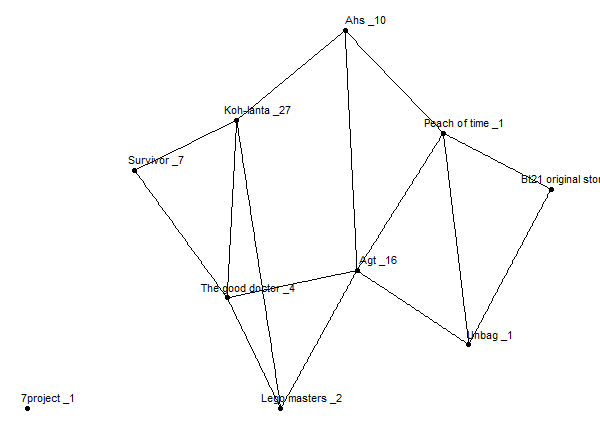 Ahs _10
Koh-lanta _27
Peach of time _1
Survivor _7
Bt21 original stor
Agt _16
The good doctor _4
Unbag _1
7project _1
Lego masters _2